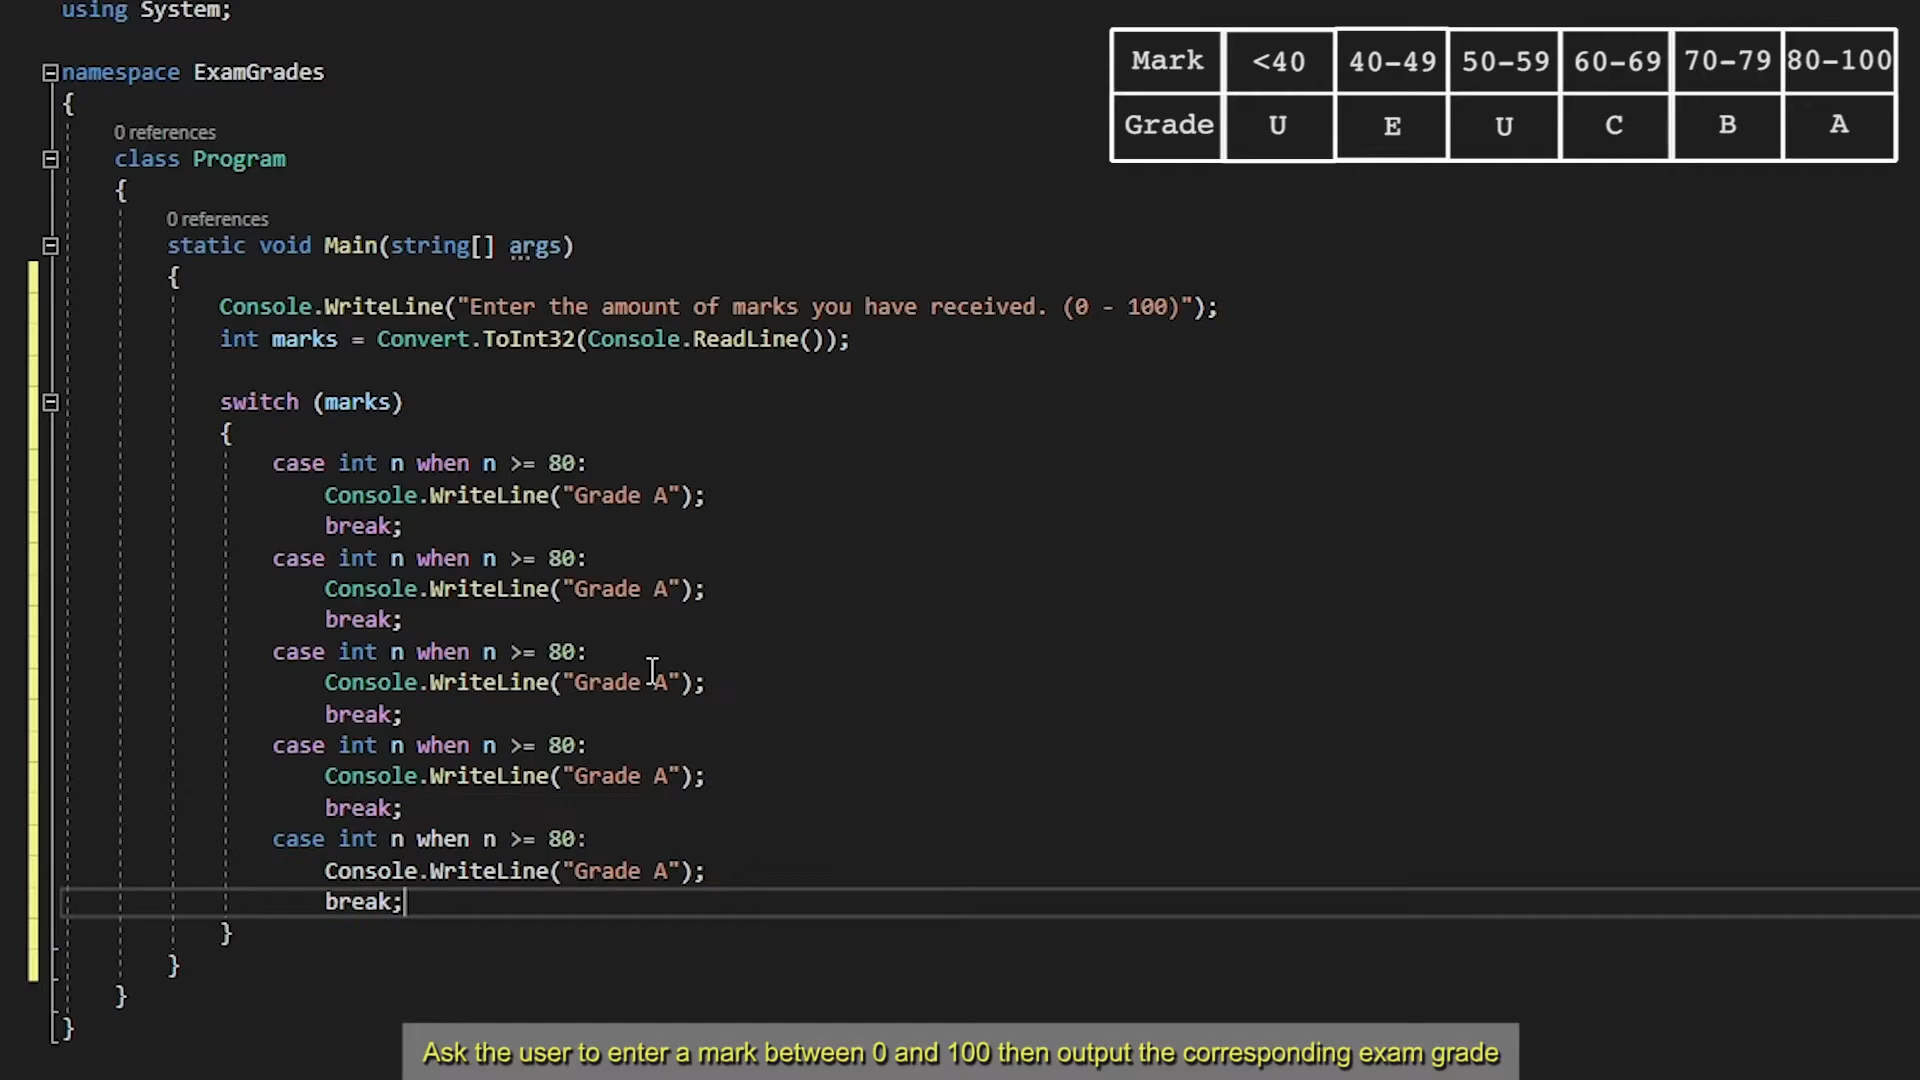 using System;
namespace ExamGrades
{
0 references
class Program
{
0 references
static void Main(string[] args)
{
Console.WriteLine("Enter the amount of marks you have received. (0 - 100)");
int marks = Convert.ToInt32(Console.ReadLine());
switch (marks)
{
case int n when n >= 80:
Console.WriteLine("Grade A");
break;
case int n when n >= 80:
Console.WriteLine("Grade A");
break;
case int n when n >= 80:
Console.WriteLine("Grade A");
break;
case int n when n >= 80:
Console.WriteLine("Grade A");
break;
case int n when n >= 80:
Console.WriteLine("Grade A");
break;
}
}
}
}
Mark <40 40-49 50-59 60-69 70-79 80-100
Grade U E U C B A
Ask the user to enter a mark between 0 and 100 then output the corresponding exam grade